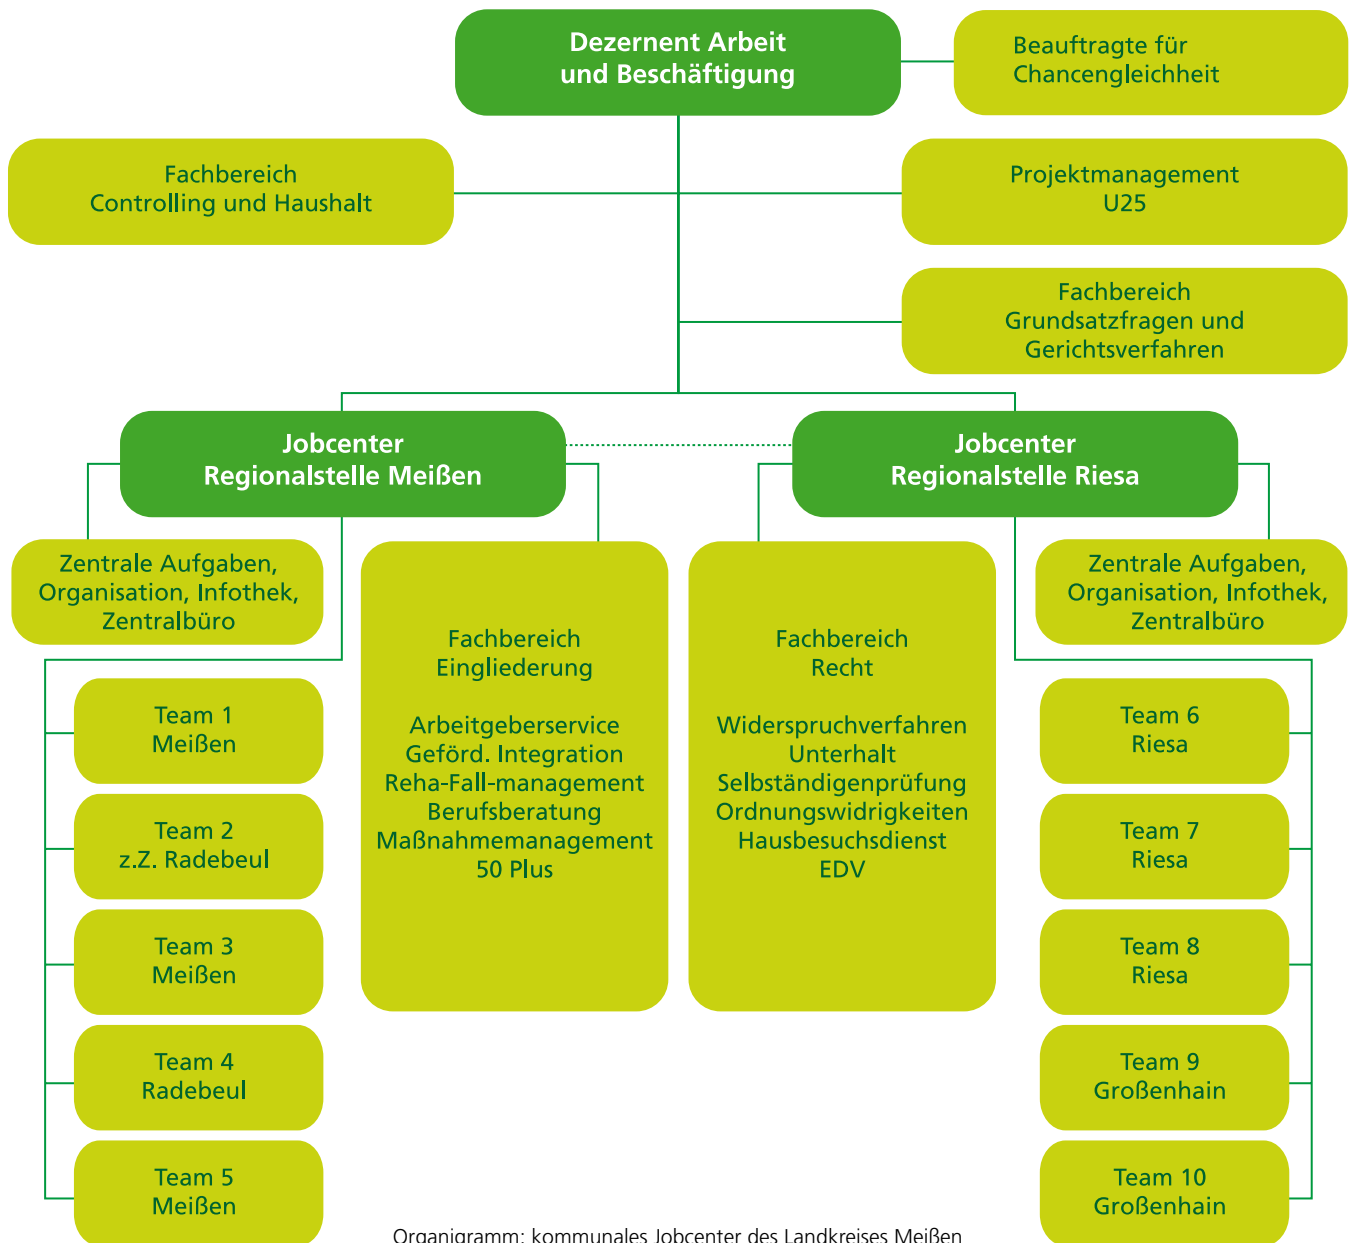 Dezernent Arbeit
und Beschäftigung
Beauftragte für
Chancengleichheit
Fachbereich
Controlling und Haushalt
Projektmanagement
U25
Fachbereich
Grundsatzfragen und
Gerichtsverfahren
Jobcenter
Regionalstelle Meißen
Jobcenter
Regionalstelle Riesa
Zentrale Aufgaben,
Organisation, Infothek,
Zentralbüro
Fachbereich
Eingliederung
Arbeitgeberservice
Geförd. Integration
Reha-Fall-management
Berufsberatung
Maßnahmemanagement
50 Plus
Fachbereich
Recht
Widerspruchverfahren
Unterhalt
Selbständigenprüfung
Ordnungswidrigkeiten
Hausbesuchsdienst
EDV
Zentrale Aufgaben,
Organisation, Infothek,
Zentralbüro
Team 1
Meißen
Team 2
z.Z. Radebeul
Team 3
Meißen
Team 4
Radebeul
Team 5
Meißen
Team 6
Riesa
Team 7
Riesa
Team 8
Riesa
Team 9
Großenhain
Team 10
Großenhain
Organigramm: kommunales Jobcenter des Landkreises Meißen